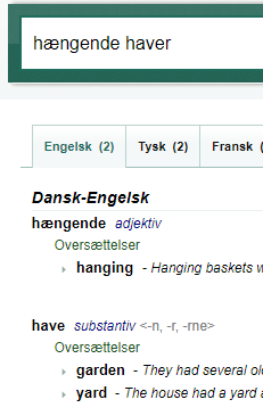 hængende haver
Engelsk (2) Tysk (2) Fransk (
Dansk-Engelsk
hængende adjektiv
Oversættelser
hanging - Hanging baskets w
have substantiv <-n, -r, -rne>
Oversættelser
garden - They had several old
yard - The house had a yard a